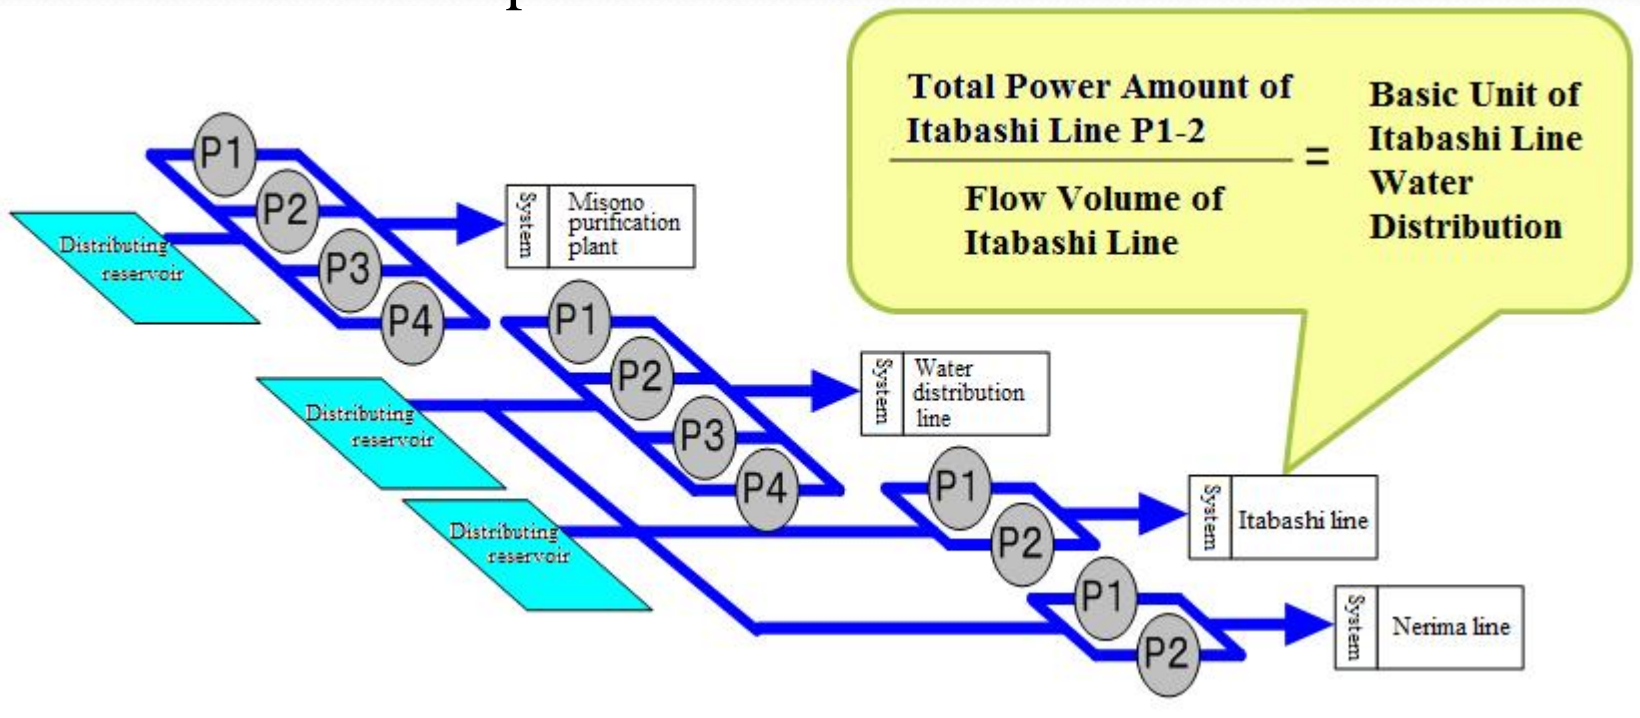 Total Power Amount of
Itabashi Line P1-2
Flow Volume of
Itabashi Line
=
Basic Unit of
Itabashi Line
Water
Distribution
P1
P2
P3
P4
Distributing
reservoir
System
Misono
purification
plant
P1
P2
P3
P4
Distributing
reservoir
System
Water
distribution
line
Distributing
reservoir
P1
P2
System
Itabashi line
P1
P2
System
Nerima line